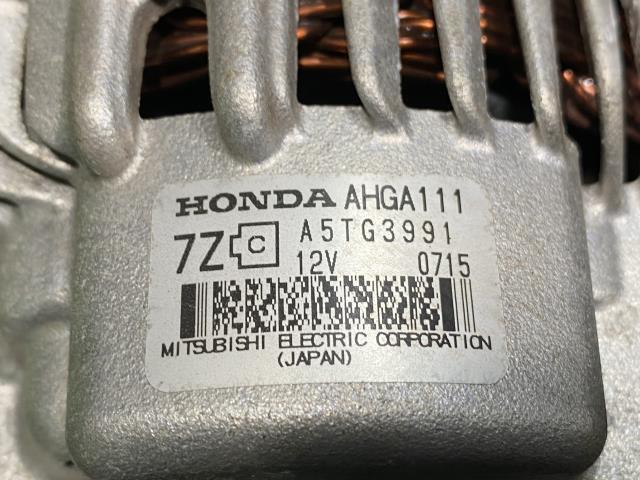 HONDA AHGA111
7Z C A5TG3991
12V 0715
MITSUBISHI ELECTRIC CORPORATION
(JAPAN)